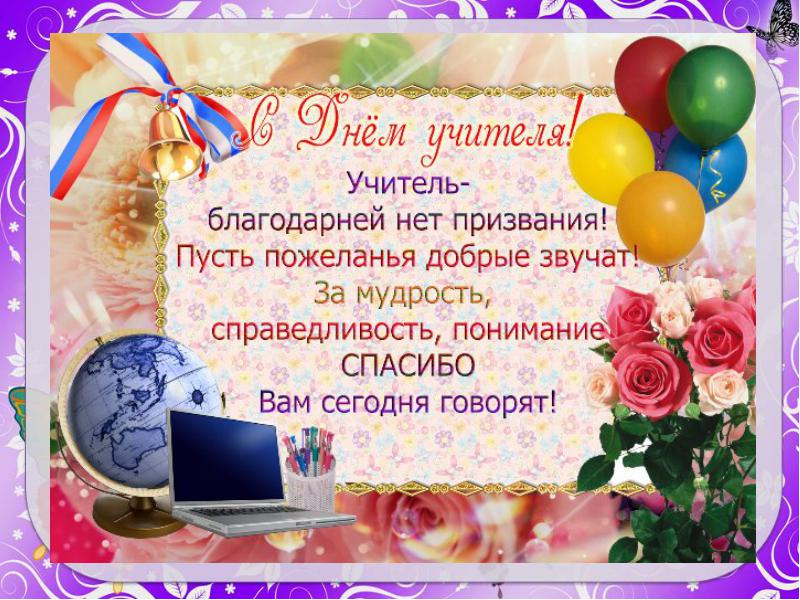 с Днём учителя!
Учитель-
благодарней нет призвания!
Пусть пожеланья добрые звучат!
За мудрость,
справедливость, понимание
СПАСИБО
Вам сегодня говорят!